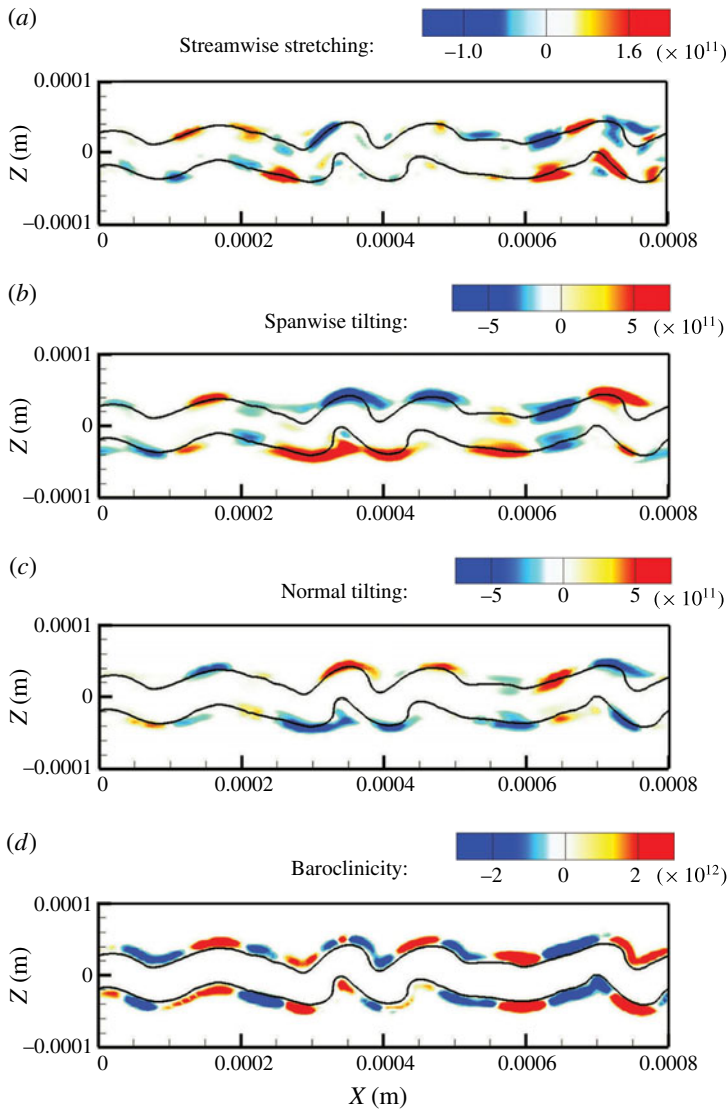 (a)
Streamwise stretching:
−1.0 0 1.6 (× 10¹¹)
0.0001
Z (m)
0
−0.0001
0 0.0002 0.0004 0.0006 0.0008
(b)
Spanwise tilting:
−5 0 5 (× 10¹¹)
0.0001
Z (m)
0
−0.0001
0 0.0002 0.0004 0.0006 0.0008
(c)
Normal tilting:
−5 0 5 (× 10¹¹)
0.0001
Z (m)
0
−0.0001
0 0.0002 0.0004 0.0006 0.0008
(d)
Baroclinicity:
−2 0 2 (× 10¹²)
0.0001
Z (m)
0
−0.0001
0 0.0002 0.0004 0.0006 0.0008
X (m)